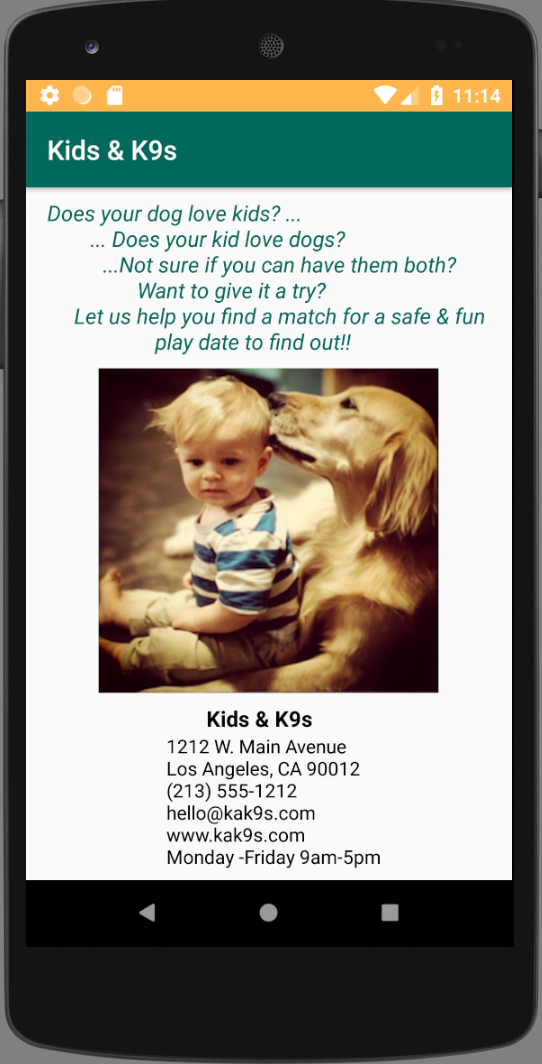 11:14
Kids & K9s
Does your dog love kids? ...
... Does your kid love dogs?
...Not sure if you can have them both?
Want to give it a try?
Let us help you find a match for a safe & fun
play date to find out!!
Kids & K9s
1212 W. Main Avenue
Los Angeles, CA 90012
(213) 555-1212
hello@kak9s.com
www.kak9s.com
Monday -Friday 9am-5pm